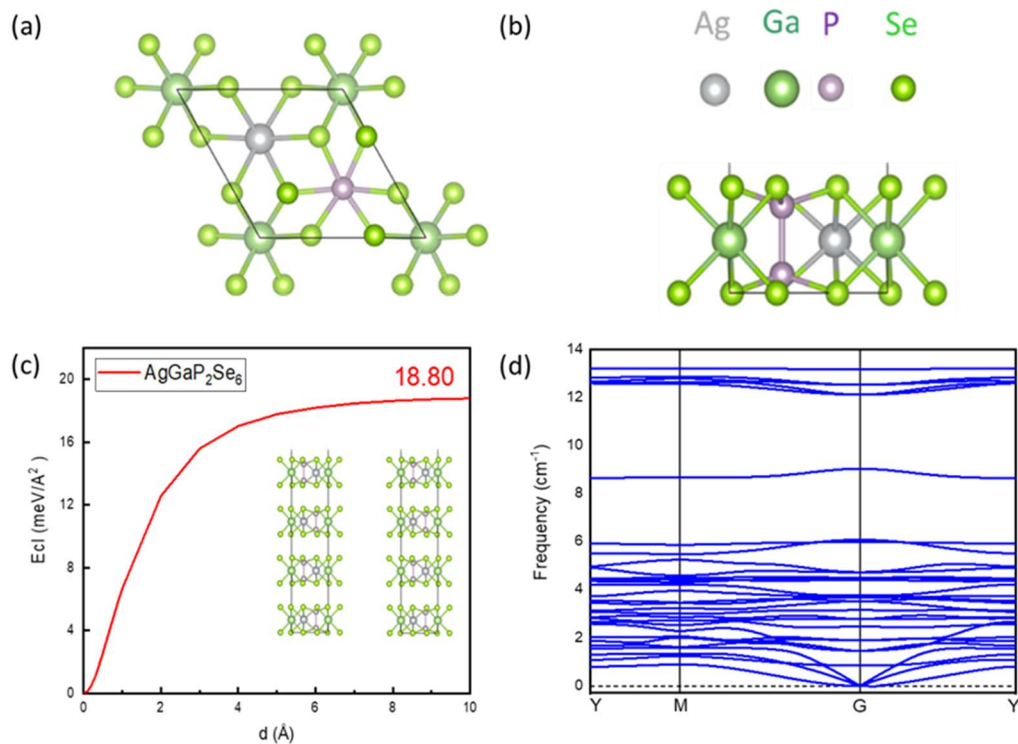 (a)
(b)
Ag Ga P Se
(c)
AgGaP₂Se₆
18.80
20
16
12
8
4
0
Ecl (meV/A²)
0 2 4 6 8 10
d (Å)
(d)
14
12
10
8
6
4
2
0
Frequency (cm⁻¹)
Y M G Y